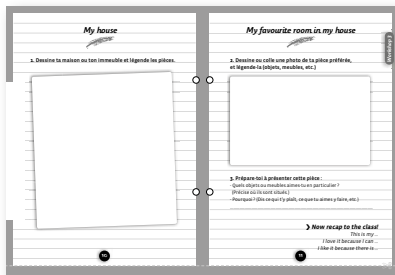 My house
1. Dessine ta maison ou ton immeuble et légende les pièces.
10
My favourite room in my house
2. Dessine ou colle une photo de ta pièce préférée,
et légende-la (objets, meubles, etc.)
3. Prépare-toi à présenter cette pièce :
- Quels objets ou meubles aimes-tu en particulier ?
(Précise où ils sont situés.)
- Pourquoi ? (Dis ce qui t'y plaît, ce que tu aimes y faire, etc.)
Now recap to the class!
This is my …
I love it because I can …
I like it because there is …
11